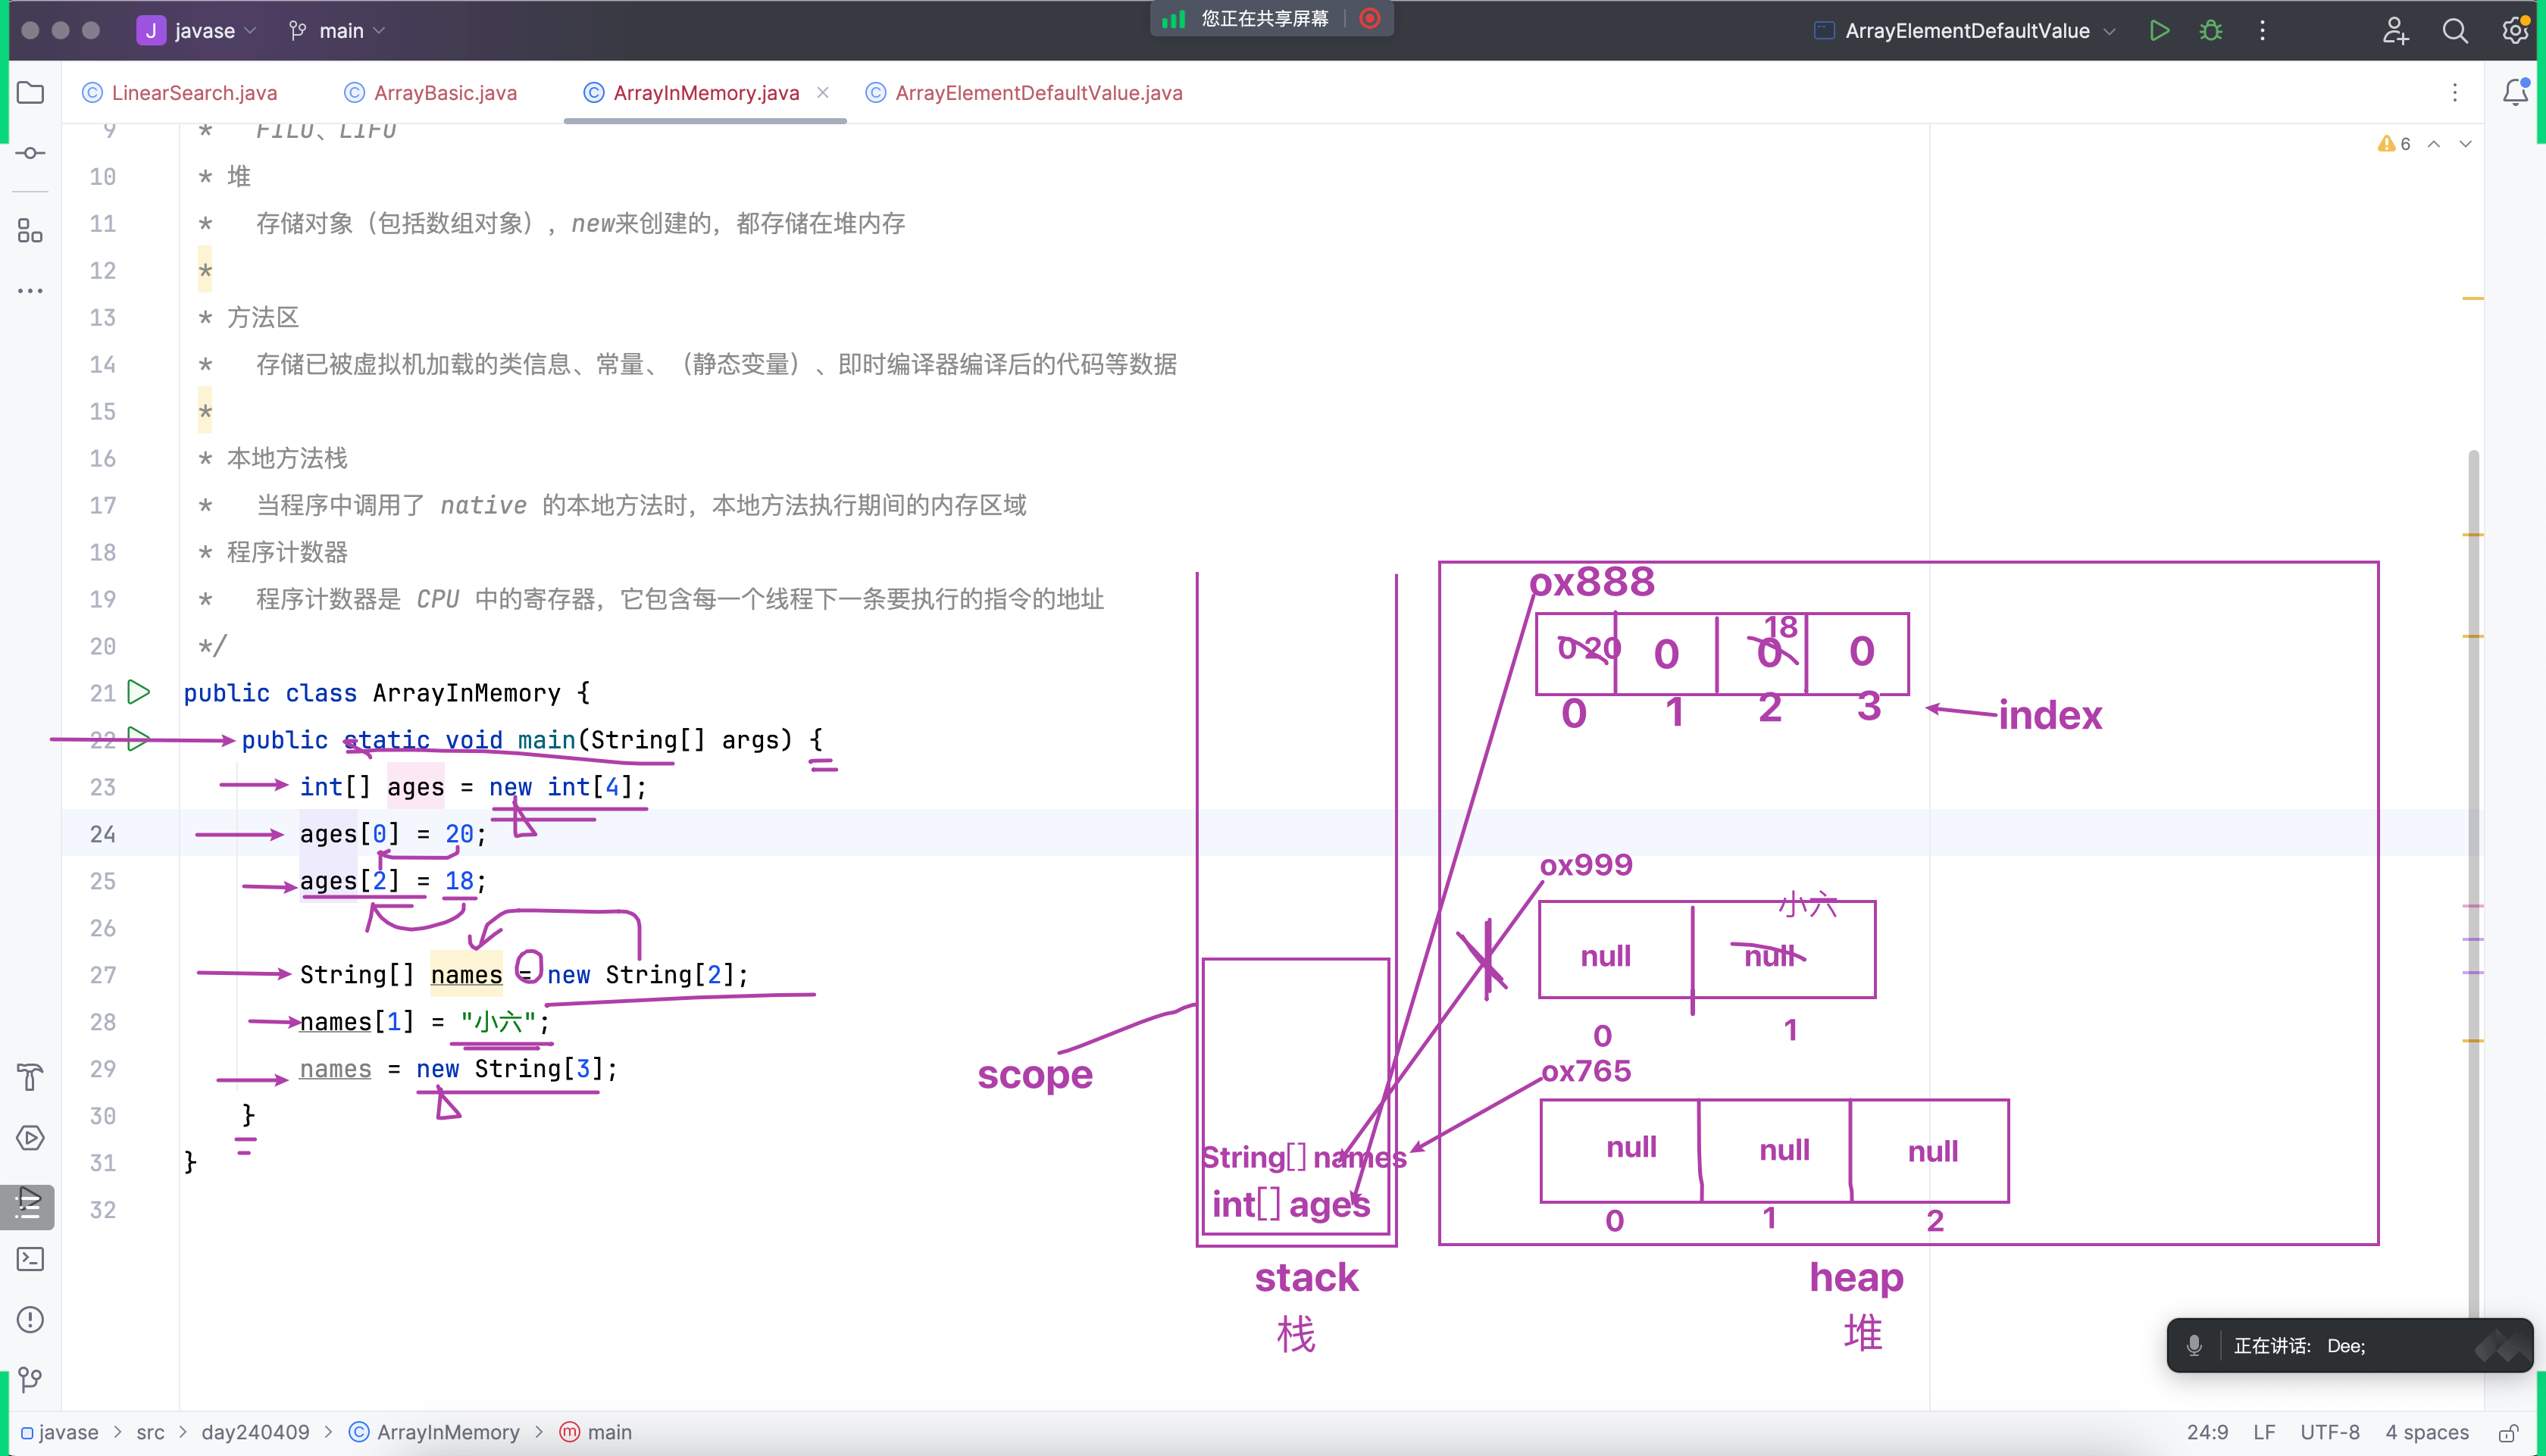 J javase main
您正在共享屏幕
ArrayElementDefaultValue
LinearSearch.java ArrayBasic.java ArrayInMemory.java ArrayElementDefaultValue.java
6
9 * FILO、LIFO
10 * 堆
11 * 存储对象（包括数组对象），new来创建的，都存储在堆内存
12 *
13 * 方法区
14 * 存储已被虚拟机加载的类信息、常量、（静态变量）、即时编译器编译后的代码等数据
15 *
16 * 本地方法栈
17 * 当程序中调用了 native 的本地方法时，本地方法执行期间的内存区域
18 * 程序计数器
19 * 程序计数器是 CPU 中的寄存器，它包含每一个线程下一条要执行的指令的地址
20 */
21 public class ArrayInMemory {
22 public static void main(String[] args) {
23 int[] ages = new int[4];
24 ages[0] = 20;
25 ages[2] = 18;
26
27 String[] names = new String[2];
28 names[1] = "小六";
29 names = new String[3];
30 }
31 }
32
ox888
18
0 20 0 0 0
0 1 2 3
index
ox999
小六
null null
0 1
ox765
null null null
0 1 2
scope
String[] names
int[] ages
stack
栈
heap
堆
正在讲话: Dee;
javase > src > day240409 > ArrayInMemory > main
24:9 LF UTF-8 4 spaces